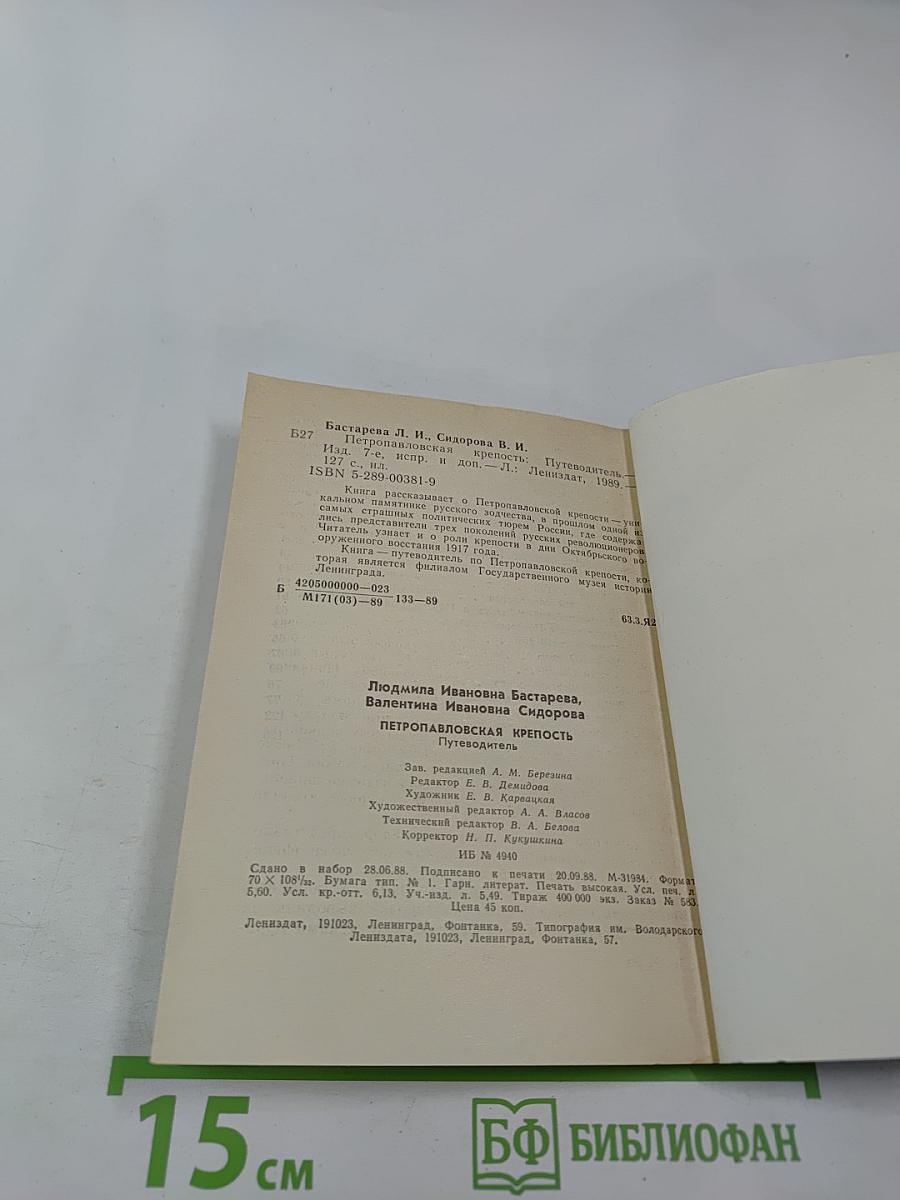 Бастарева Л. И., Сидорова В. И.
Б27 Петропавловская крепость: Путеводитель.—
Изд. 7-е, испр. и доп. — Л.: Лениздат, 1989. —
127 с., ил.
ISBN 5-289-00381-9
Книга рассказывает о Петропавловской крепости — уни-
кальном памятнике русского зодчества, в прошлом одной из
самых страшных политических тюрем России, где содержа-
лись представители трех поколений русских революционеров.
Читатель узнает и о роли крепости в дни Октябрьского во-
оруженного восстания 1917 года.
Книга — путеводитель по Петропавловской крепости, ко-
торая является филиалом Государственного музея истории
Ленинграда.
Б 4205000000—023
М171(03)—89 133—89
63.3.Я2
Людмила Ивановна Бастарева,
Валентина Ивановна Сидорова
ПЕТРОПАВЛОВСКАЯ КРЕПОСТЬ
Путеводитель
Зав. редакцией А. М. Березина
Редактор Е. В. Демидова
Художник Е. В. Карвацкая
Художественный редактор А. А. Власов
Технический редактор В. А. Белова
Корректор Н. П. Кукушкина
ИБ № 4940
Сдано в набор 28.06.88. Подписано к печати 20.09.88. М-31984. Формат
70 × 108¹/₃₂. Бумага тип. № 1. Гарн. литерат. Печать высокая. Усл. печ. л.
5,60. Усл. кр.-отт. 6,13. Уч.-изд. л. 5,49. Тираж 400 000 экз. Заказ № 583.
Цена 45 коп.
Лениздат, 191023, Ленинград, Фонтанка, 59. Типография им. Володарского
Лениздата, 191023, Ленинград, Фонтанка, 57.
15 см
БФ БИБЛИОФАН